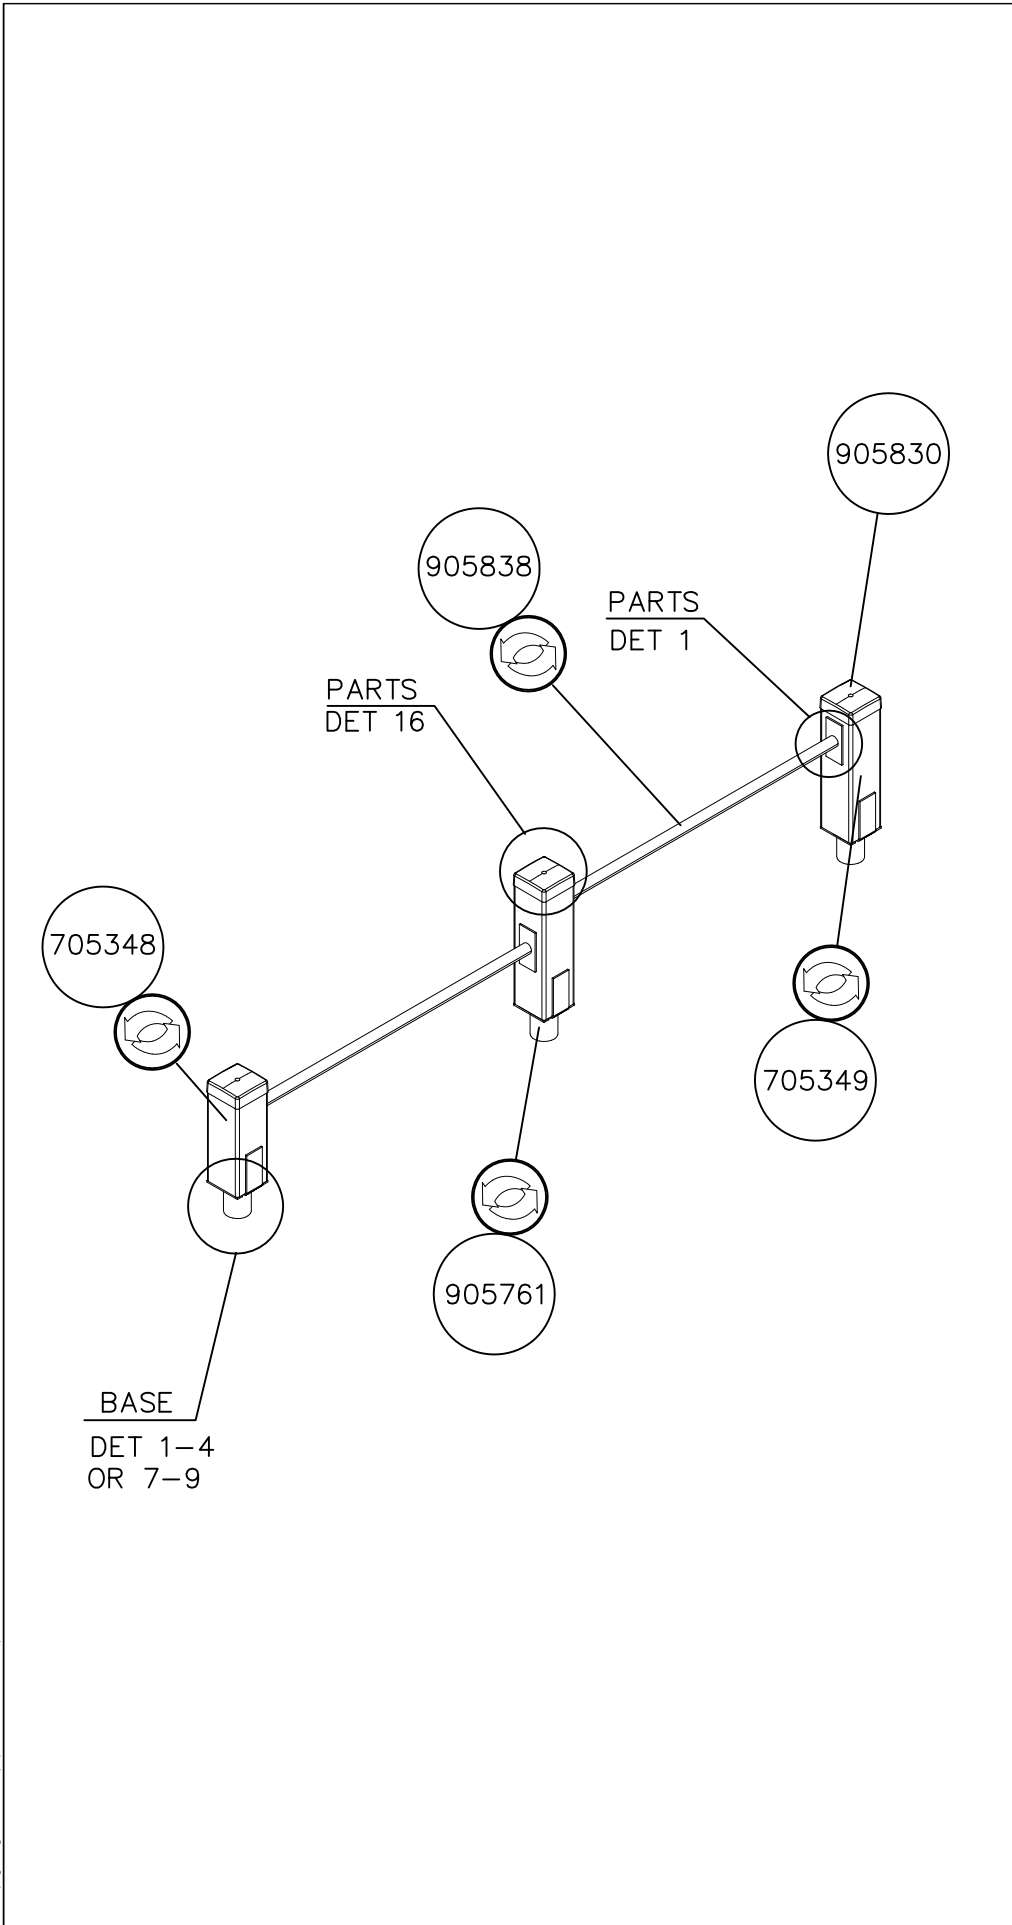 905830
905838
PARTS
DET 1
PARTS
DET 16
705348
705349
905761
BASE
DET 1-4
OR 7-9